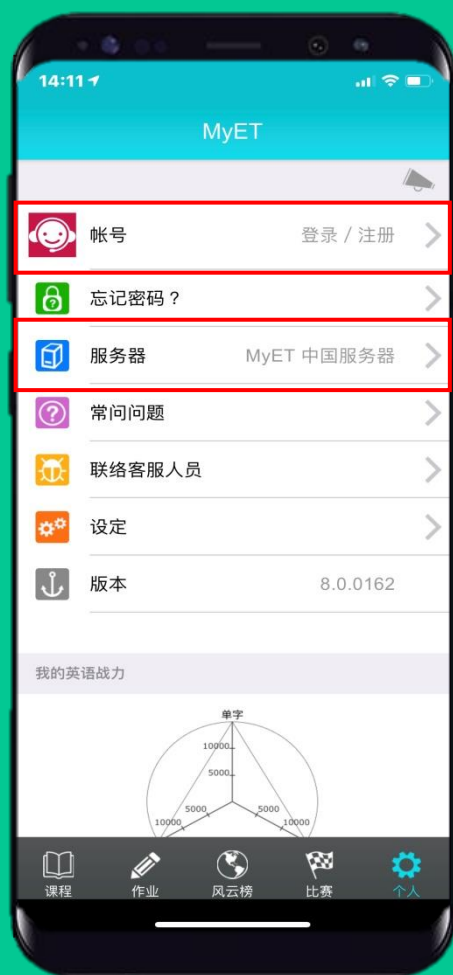 14:11
MyET
帐号 登录 / 注册
忘记密码？
服务器 MyET 中国服务器
常问问题
联络客服人员
设定
版本 8.0.0162
我的英语战力
单字
10000
5000
5000 5000
10000 10000
课程 作业 风云榜 比赛 个人